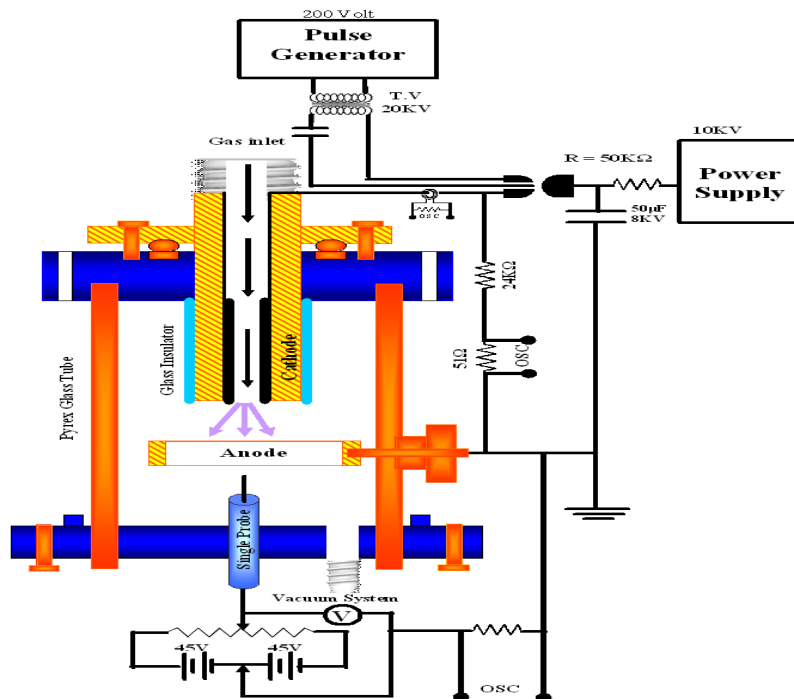 200 Volt
Pulse
Generator
T.V
20KV
Gas inlet
10KV
R = 50KΩ
Power
Supply
50µF
8KV
OSC
24KΩ
Glass Insulator
Cathode
51Ω
OSC
Pyrex Glass Tube
Anode
Single Probe
Vacuum System
V
45V
45V
OSC